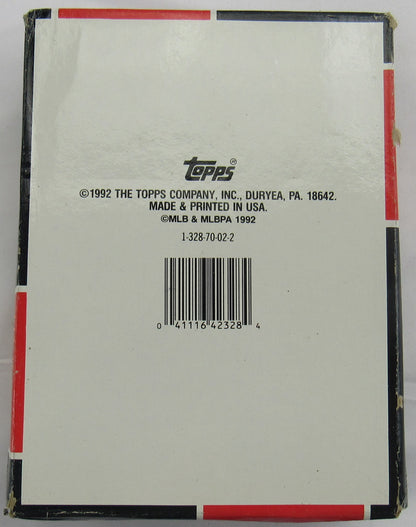 Topps®
©1992 THE TOPPS COMPANY, INC., DURYEA, PA. 18642.
MADE & PRINTED IN USA.
©MLB & MLBPA 1992
1-328-70-02-2
0 41116 42328 4